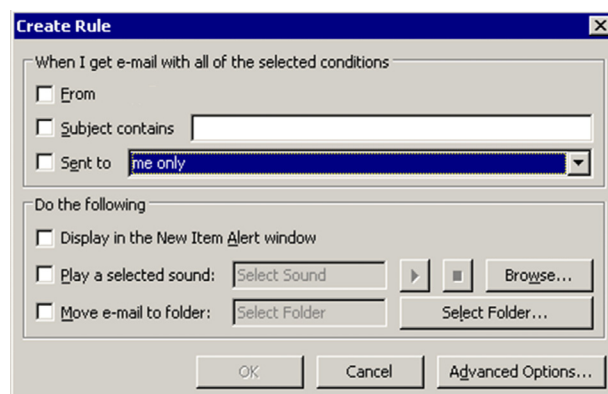 Create Rule
When I get e-mail with all of the selected conditions
From
Subject contains
Sent to me only
Do the following
Display in the New Item Alert window
Play a selected sound: Select Sound Browse...
Move e-mail to folder: Select Folder Select Folder...
OK Cancel Advanced Options...